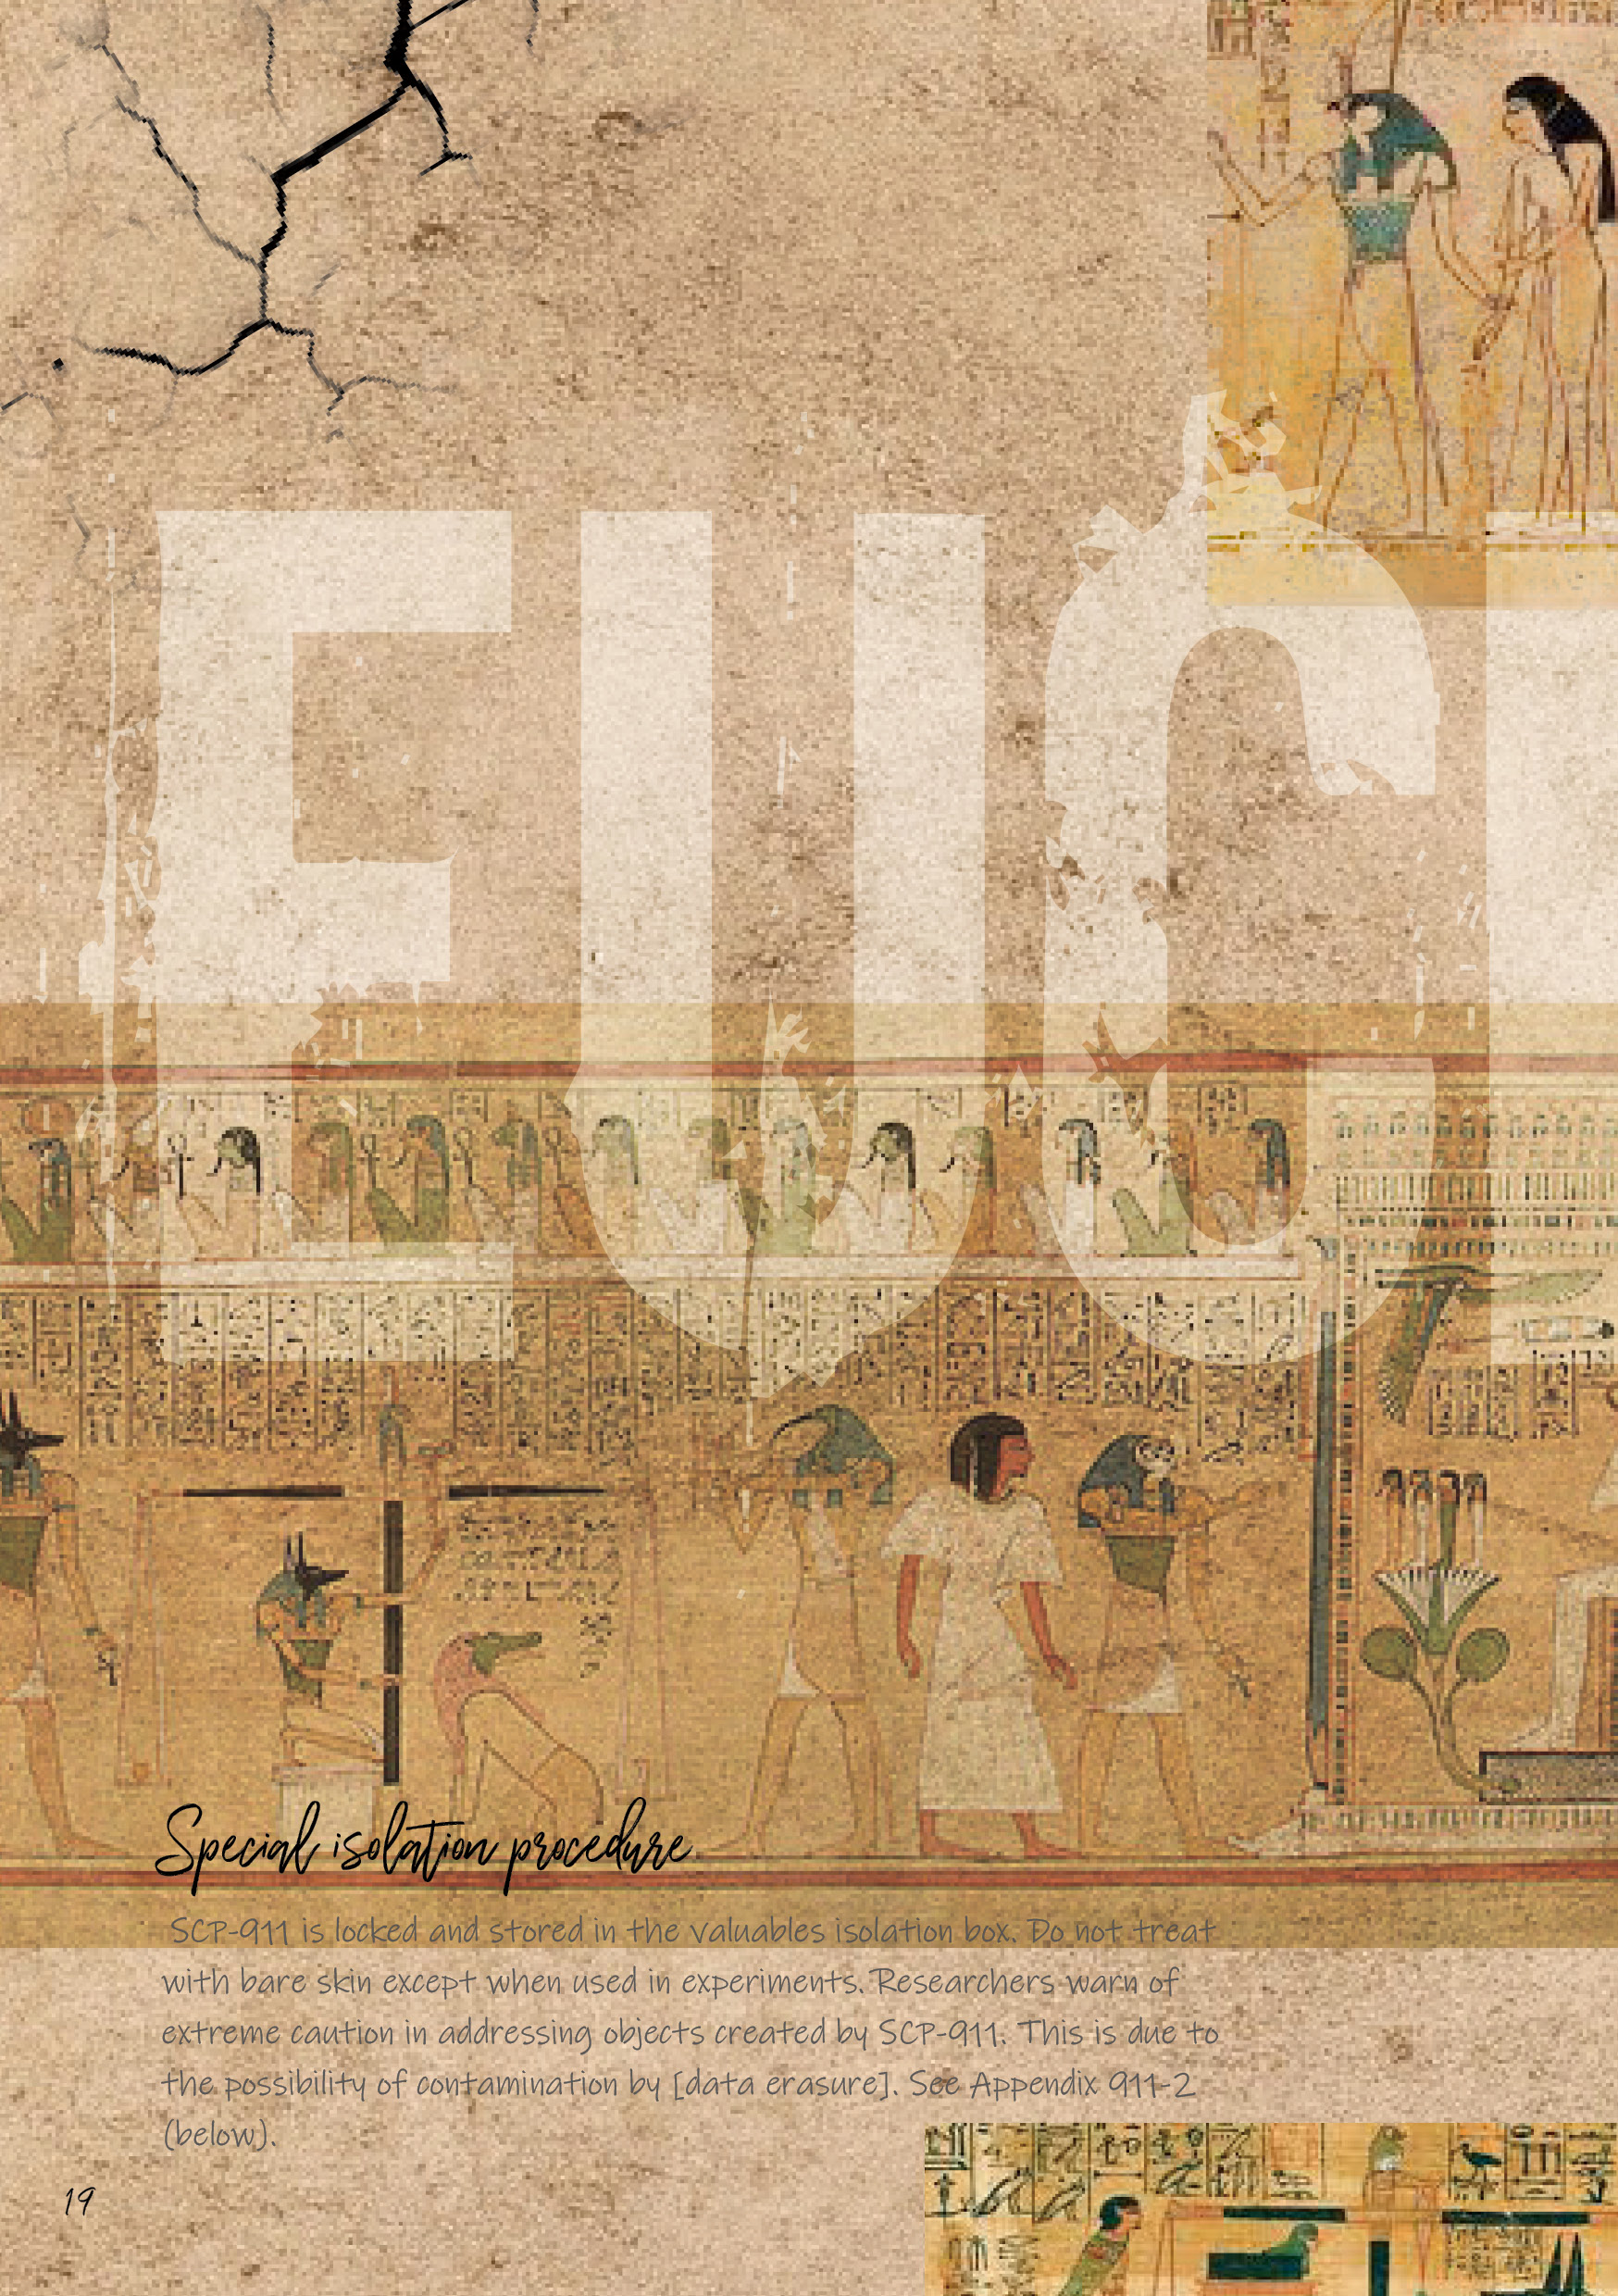 EUC
Special isolation procedure
SCP-911 is locked and stored in the valuables isolation box. Do not treat
with bare skin except when used in experiments. Researchers warn of
extreme caution in addressing objects created by SCP-911. This is due to
the possibility of contamination by [data erasure]. See Appendix 911-2
(below).
19